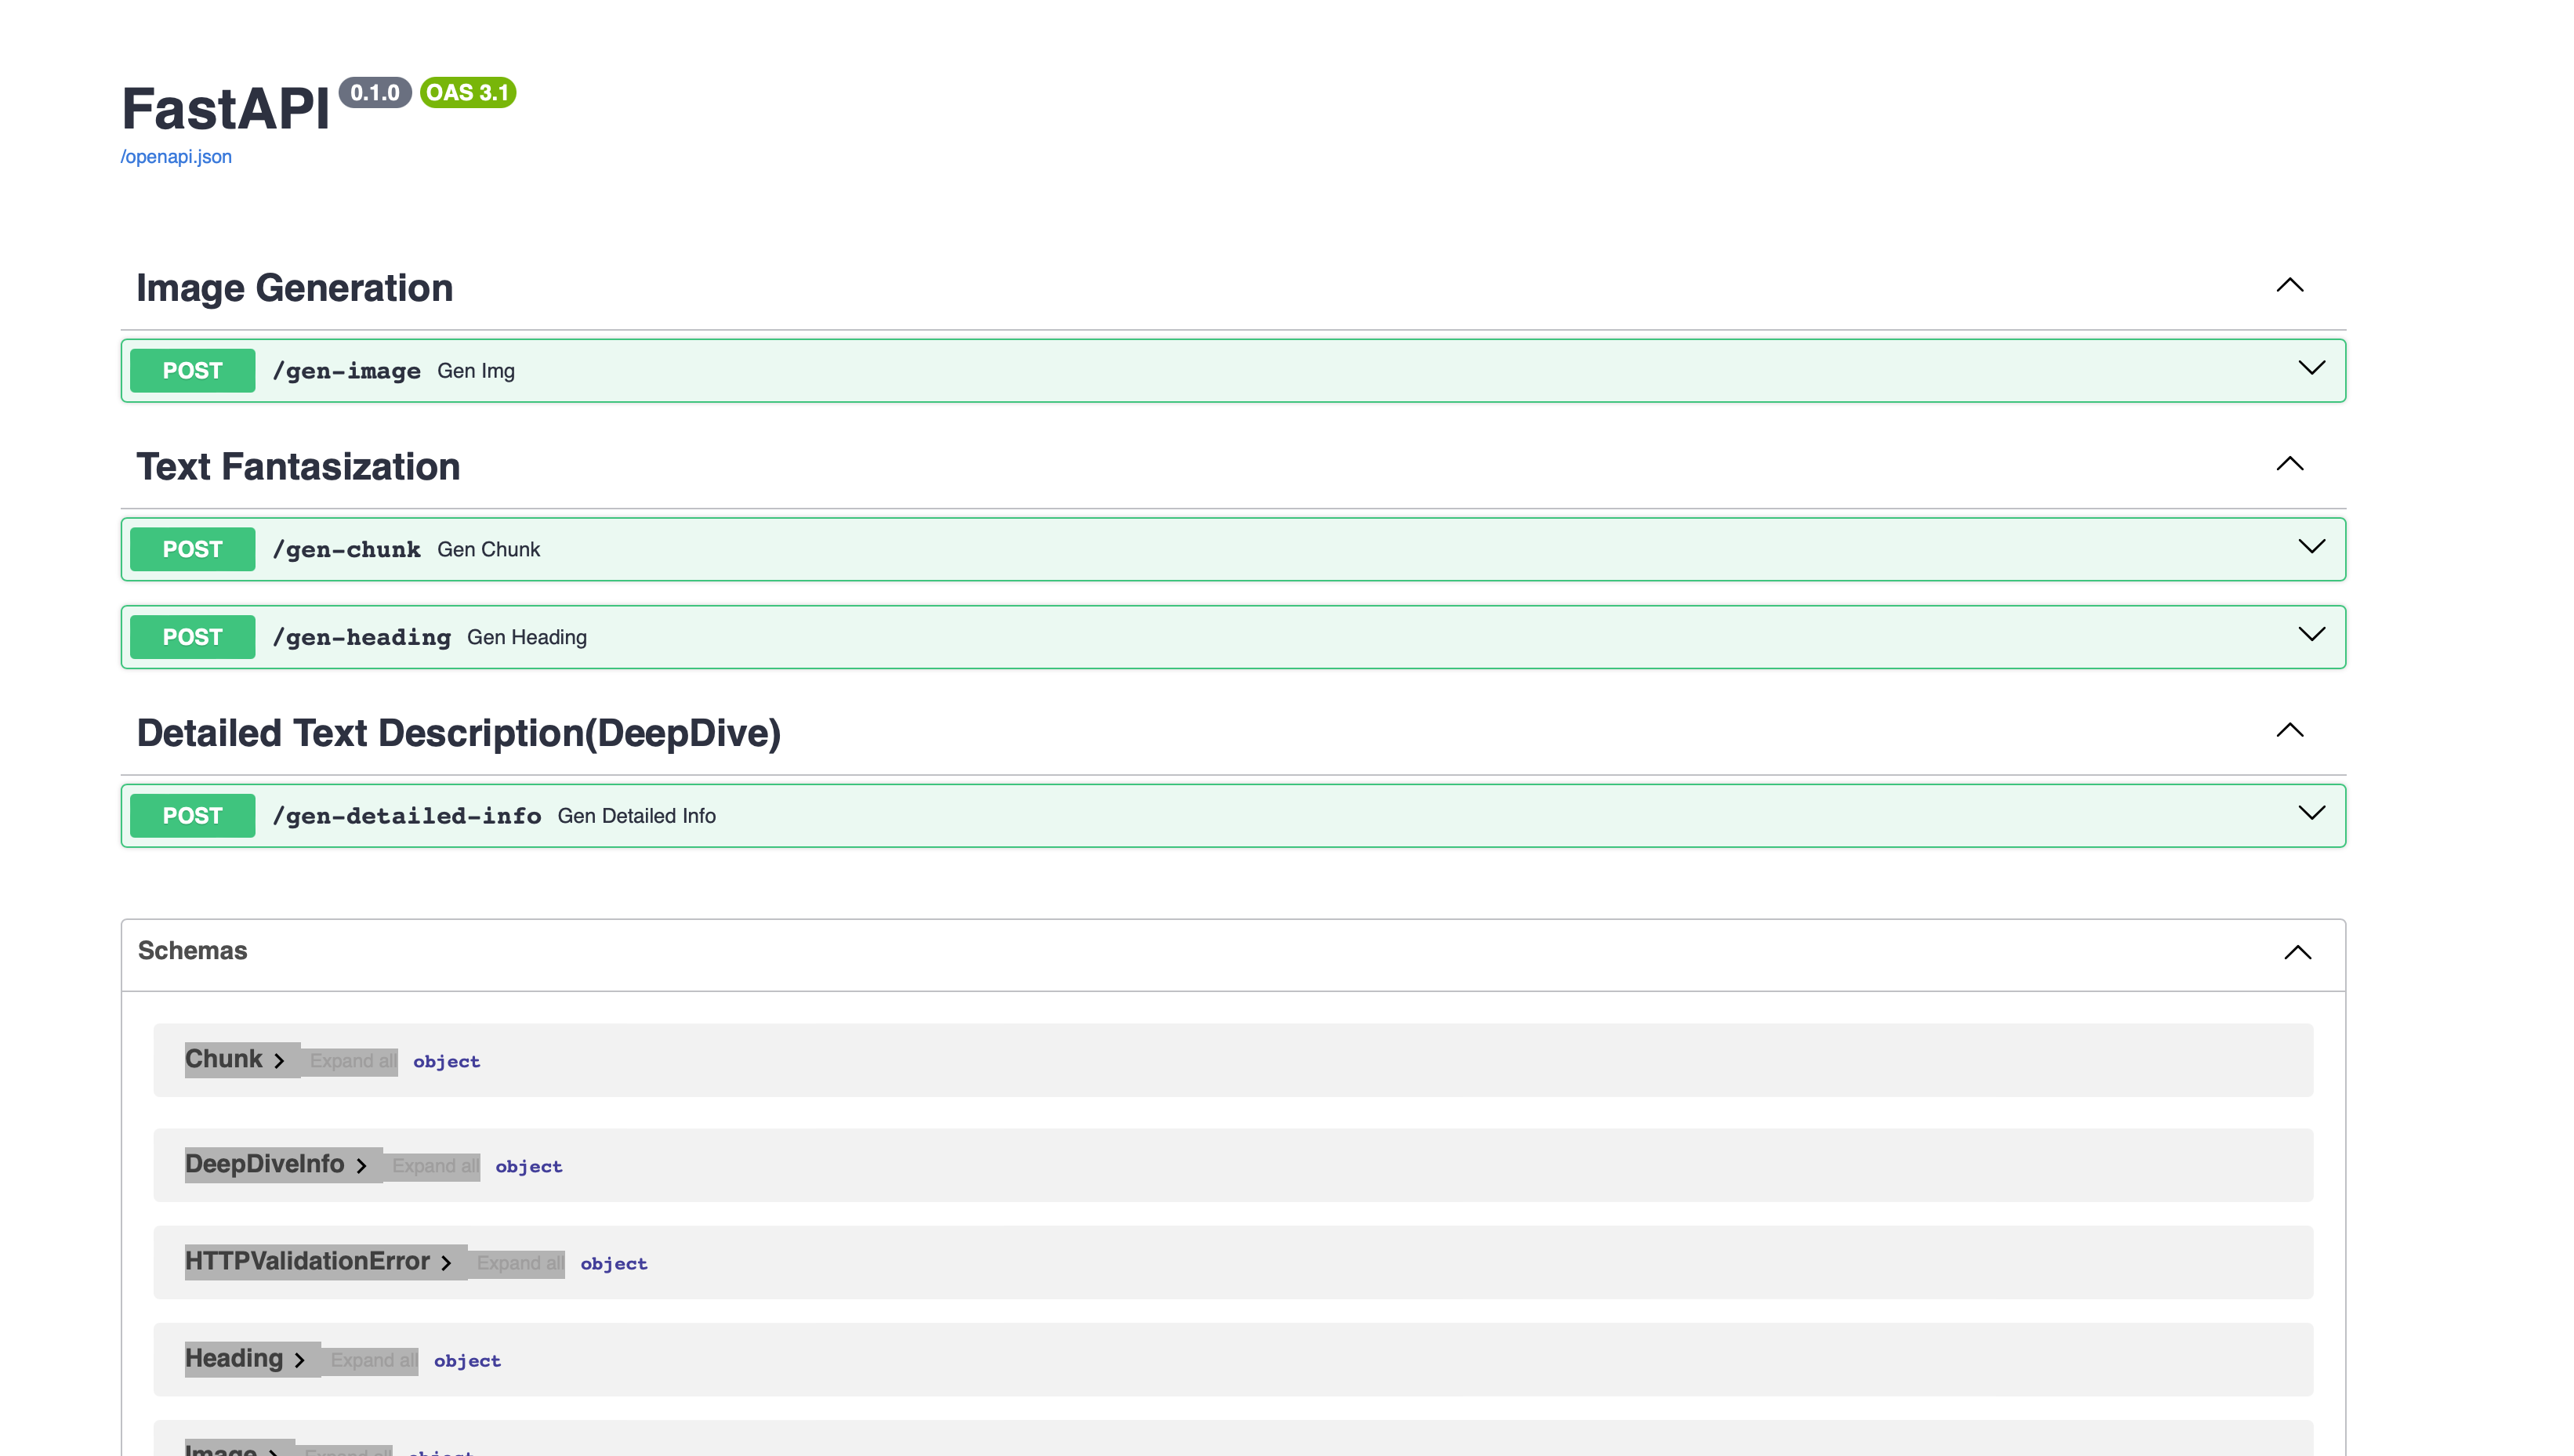 FastAPI 0.1.0 OAS 3.1
/openapi.json
Image Generation
POST /gen-image Gen Img
Text Fantasization
POST /gen-chunk Gen Chunk
POST /gen-heading Gen Heading
Detailed Text Description(DeepDive)
POST /gen-detailed-info Gen Detailed Info
Schemas
Chunk Expand all object
DeepDiveInfo Expand all object
HTTPValidationError Expand all object
Heading Expand all object
Image Expand all object